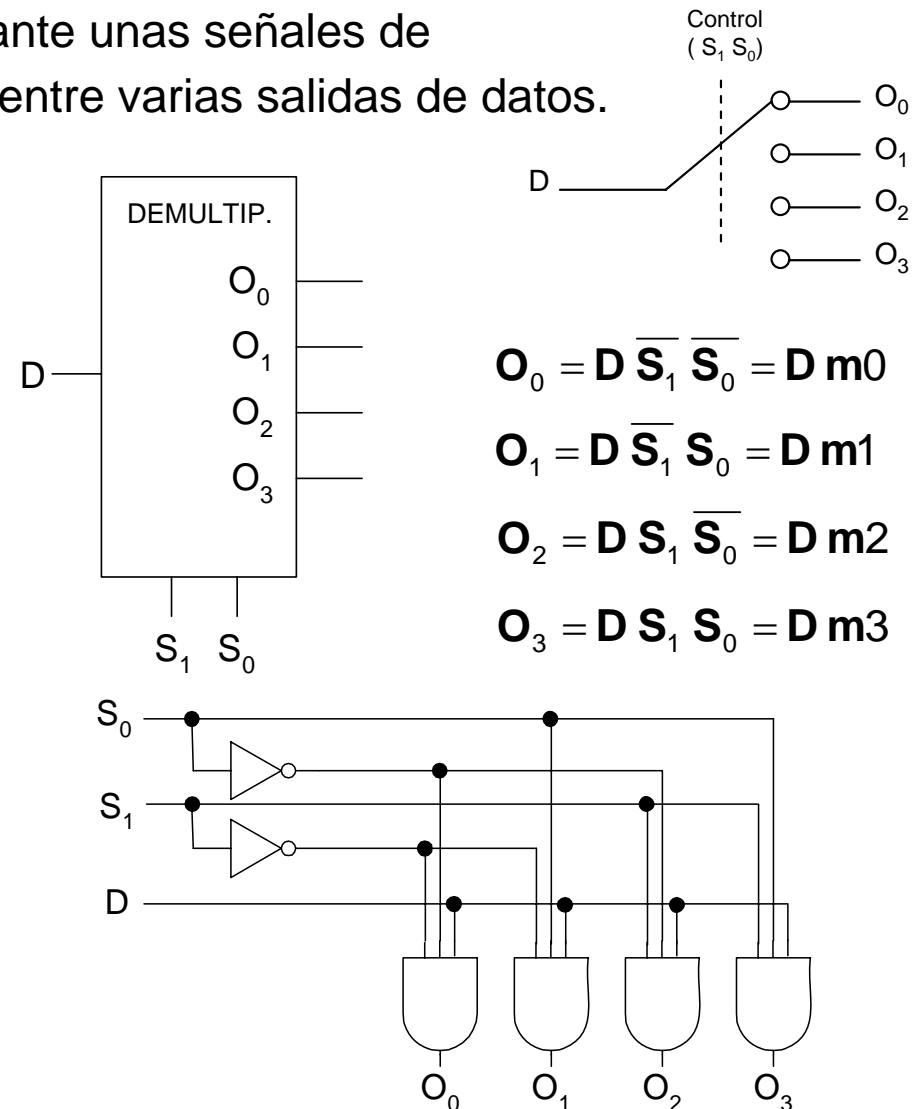 ante unas señales de
entre varias salidas de datos.
Control
( S₁ S₀)
D
O₀
O₁
O₂
O₃
DEMULTIP.
O₀
O₁
O₂
O₃
D
S₁ S₀
O₀ = D S̅₁ S̅₀ = D m0
O₁ = D S̅₁ S₀ = D m1
O₂ = D S₁ S̅₀ = D m2
O₃ = D S₁ S₀ = D m3
S₀
S₁
D
O₀ O₁ O₂ O₃